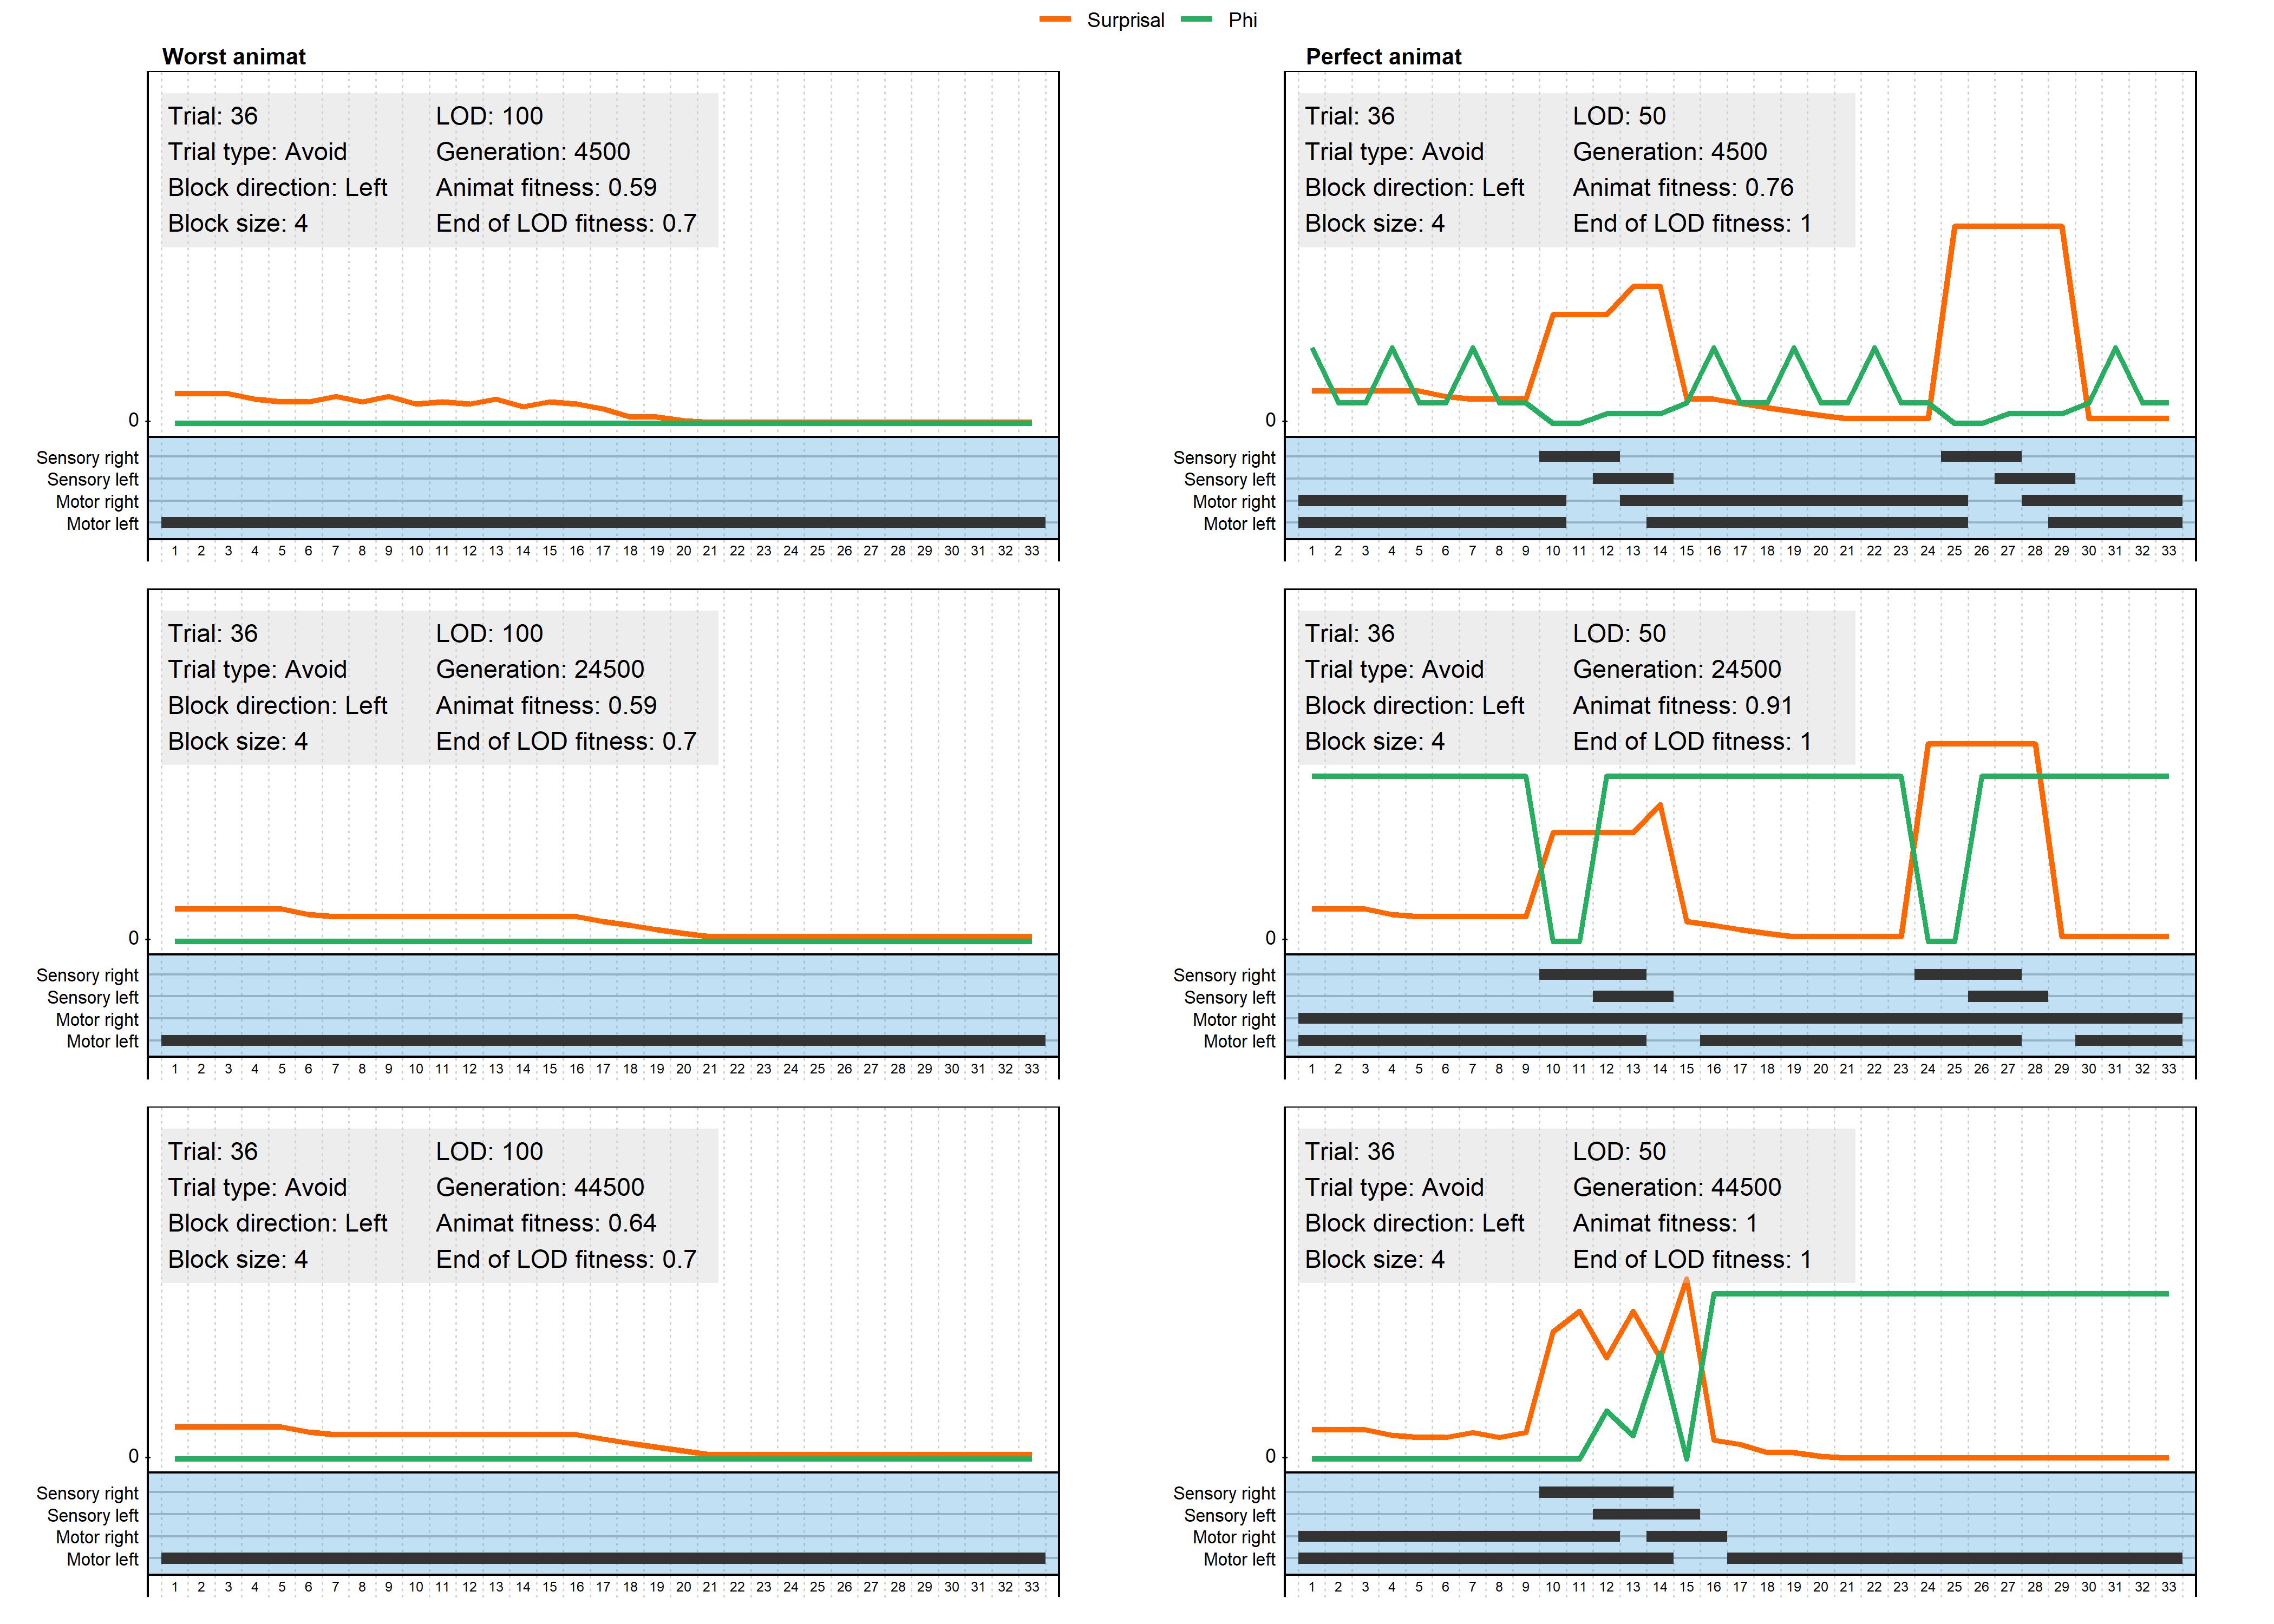 Surprisal Phi
Worst animat
Trial: 36 LOD: 100
Trial type: Avoid Generation: 4500
Block direction: Left Animat fitness: 0.59
Block size: 4 End of LOD fitness: 0.7
0
Sensory right
Sensory left
Motor right
Motor left
1 2 3 4 5 6 7 8 9 10 11 12 13 14 15 16 17 18 19 20 21 22 23 24 25 26 27 28 29 30 31 32 33
Perfect animat
Trial: 36 LOD: 50
Trial type: Avoid Generation: 4500
Block direction: Left Animat fitness: 0.76
Block size: 4 End of LOD fitness: 1
0
Sensory right
Sensory left
Motor right
Motor left
1 2 3 4 5 6 7 8 9 10 11 12 13 14 15 16 17 18 19 20 21 22 23 24 25 26 27 28 29 30 31 32 33
Trial: 36 LOD: 100
Trial type: Avoid Generation: 24500
Block direction: Left Animat fitness: 0.59
Block size: 4 End of LOD fitness: 0.7
0
Sensory right
Sensory left
Motor right
Motor left
1 2 3 4 5 6 7 8 9 10 11 12 13 14 15 16 17 18 19 20 21 22 23 24 25 26 27 28 29 30 31 32 33
Trial: 36 LOD: 50
Trial type: Avoid Generation: 24500
Block direction: Left Animat fitness: 0.91
Block size: 4 End of LOD fitness: 1
0
Sensory right
Sensory left
Motor right
Motor left
1 2 3 4 5 6 7 8 9 10 11 12 13 14 15 16 17 18 19 20 21 22 23 24 25 26 27 28 29 30 31 32 33
Trial: 36 LOD: 100
Trial type: Avoid Generation: 44500
Block direction: Left Animat fitness: 0.64
Block size: 4 End of LOD fitness: 0.7
0
Sensory right
Sensory left
Motor right
Motor left
1 2 3 4 5 6 7 8 9 10 11 12 13 14 15 16 17 18 19 20 21 22 23 24 25 26 27 28 29 30 31 32 33
Trial: 36 LOD: 50
Trial type: Avoid Generation: 44500
Block direction: Left Animat fitness: 1
Block size: 4 End of LOD fitness: 1
0
Sensory right
Sensory left
Motor right
Motor left
1 2 3 4 5 6 7 8 9 10 11 12 13 14 15 16 17 18 19 20 21 22 23 24 25 26 27 28 29 30 31 32 33